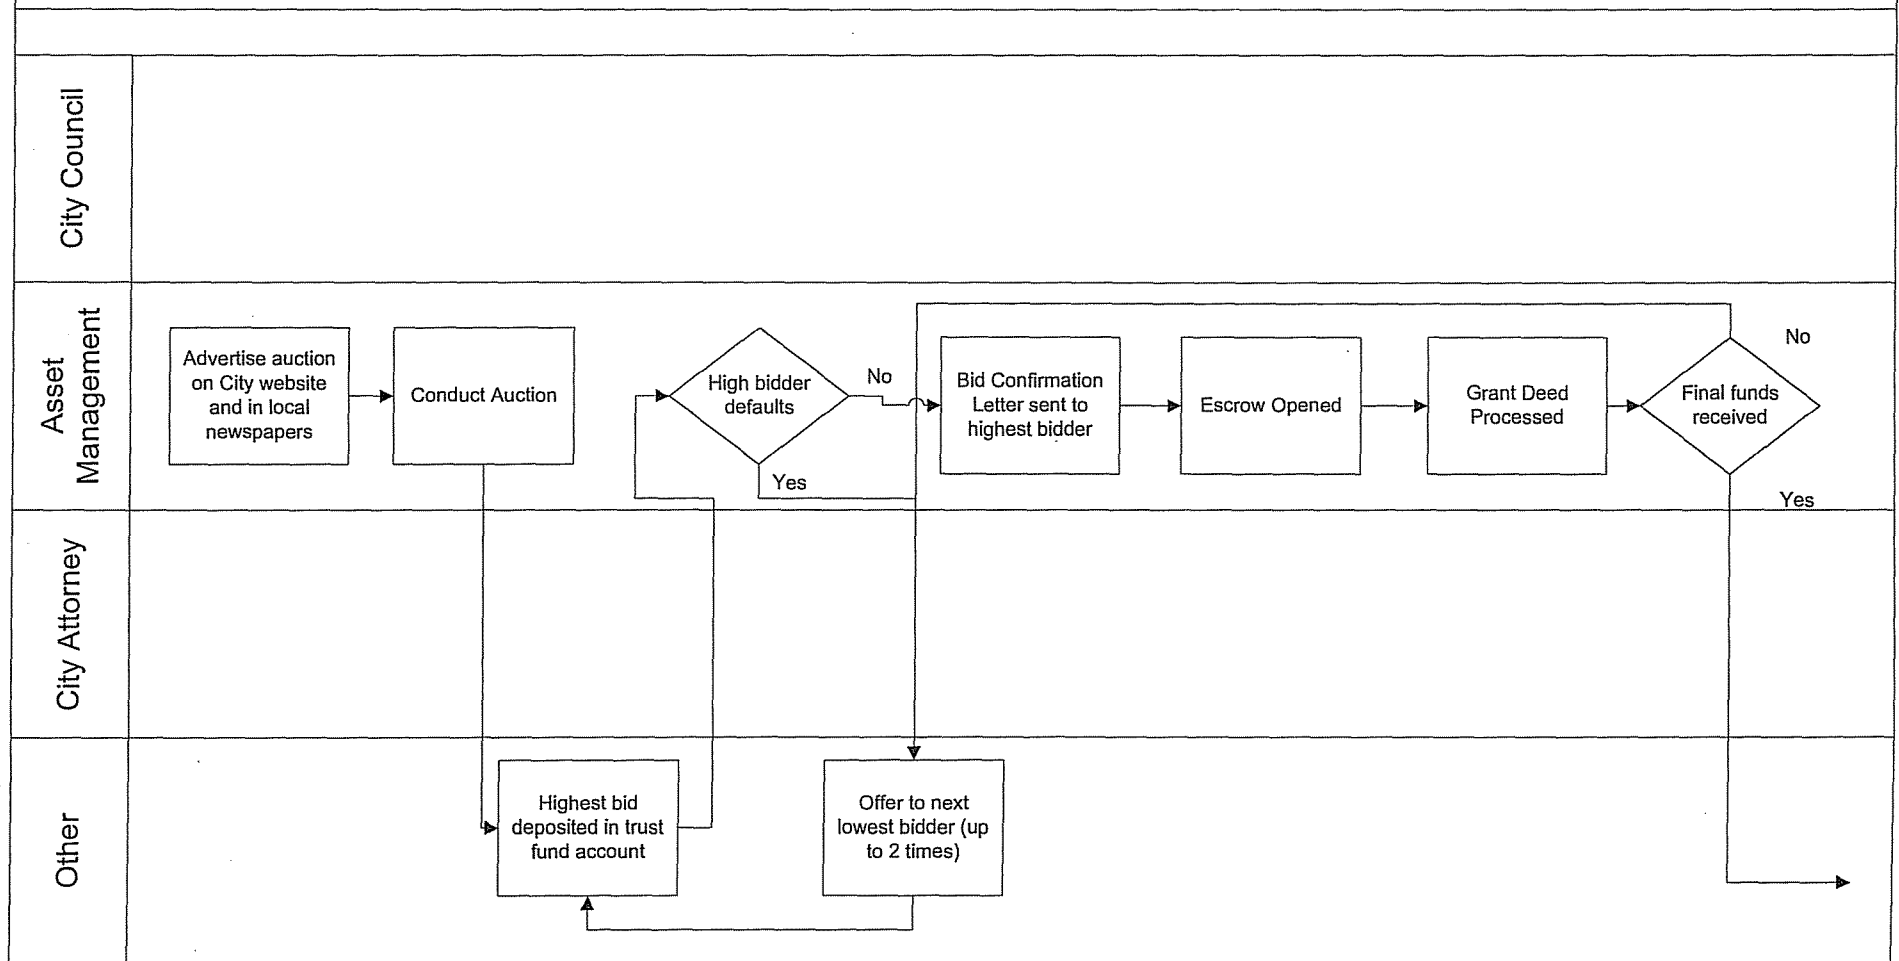 City Council
Asset
Management
Advertise auction
on City website
and in local
newspapers
Conduct Auction
High bidder
defaults
No
Yes
Bid Confirmation
Letter sent to
highest bidder
Escrow Opened
Grant Deed
Processed
Final funds
received
No
Yes
City Attorney
Other
Highest bid
deposited in trust
fund account
Offer to next
lowest bidder (up
to 2 times)